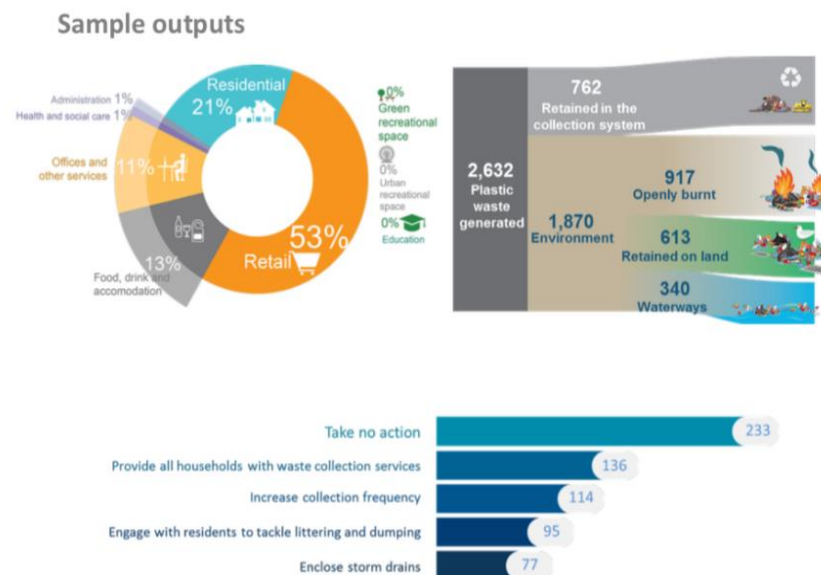 Sample outputs
Residential
21%
Administration 1%
Health and social care 1%
Offices and
other services
11%
Food, drink and
accomodation
13%
53%
Retail
0%
Green
recreational
space
0%
Urban
recreational
space
0%
Education
2,632
Plastic
waste
generated
762
Retained in the
collection system
1,870
Environment
917
Openly burnt
613
Retained on land
340
Waterways
Take no action
233
Provide all households with waste collection services
136
Increase collection frequency
114
Engage with residents to tackle littering and dumping
95
Enclose storm drains
77